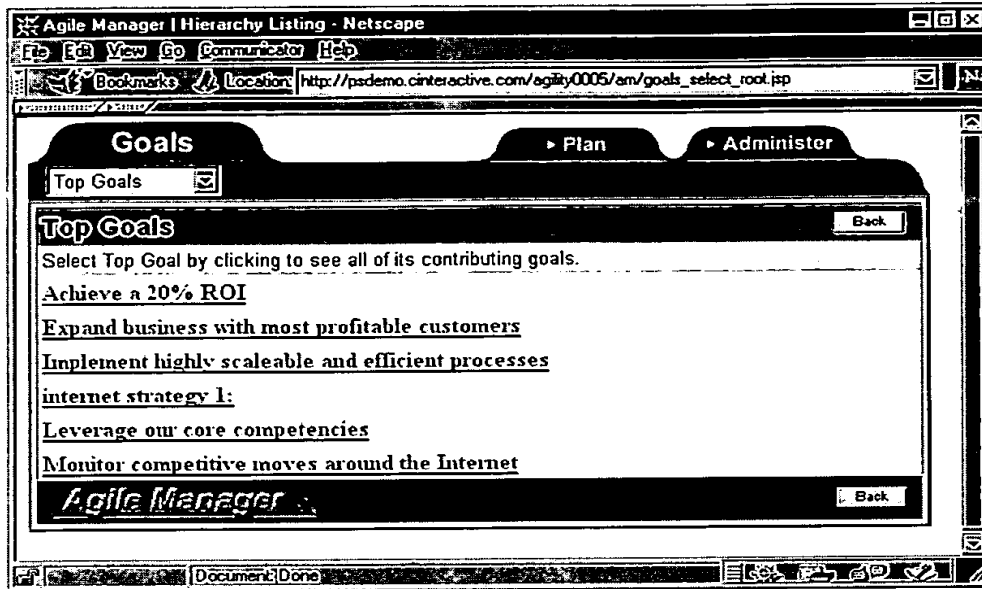 Agile Manager | Hierarchy Listing - Netscape
File Edit View Go Communicator Help
Bookmarks Location: http://psdemo.cinteractive.com/agility0005/am/goals_select_root.jsp
Goals Plan Administer
Top Goals
Top Goals Back
Select Top Goal by clicking to see all of its contributing goals.
Achieve a 20% ROI
Expand business with most profitable customers
Implement highly scaleable and efficient processes
internet strategy 1:
Leverage our core competencies
Monitor competitive moves around the Internet
Agile Manager Back
Document: Done